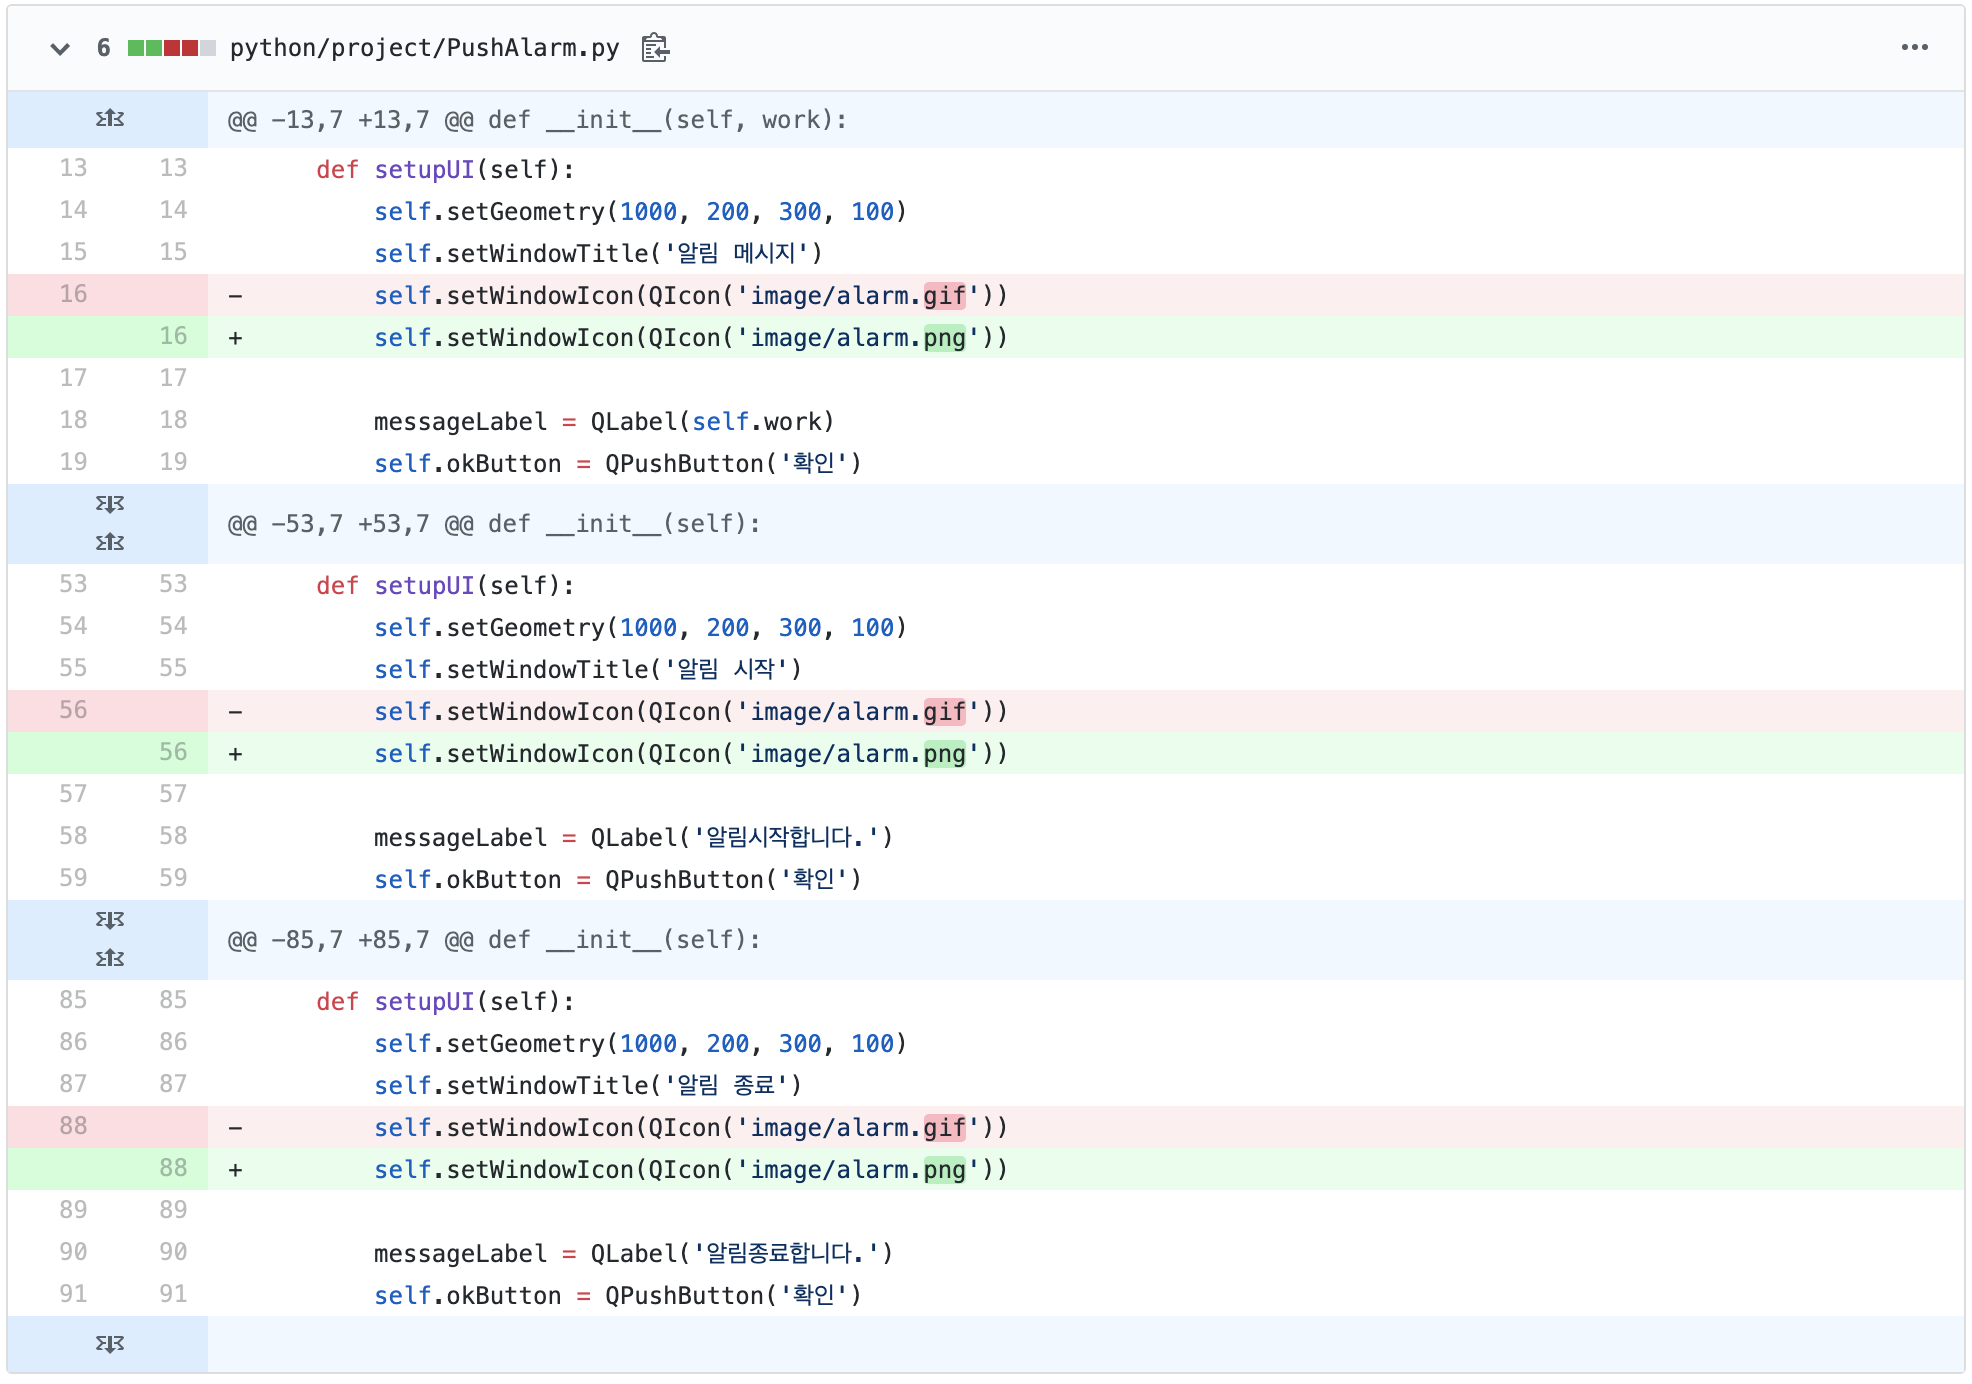 6 python/project/PushAlarm.py
@@ -13,7 +13,7 @@ def __init__(self, work):
13 13 def setupUI(self):
14 14 self.setGeometry(1000, 200, 300, 100)
15 15 self.setWindowTitle('알림 메시지')
16 - self.setWindowIcon(QIcon('image/alarm.gif'))
16 + self.setWindowIcon(QIcon('image/alarm.png'))
17 17
18 18 messageLabel = QLabel(self.work)
19 19 self.okButton = QPushButton('확인')
@@ -53,7 +53,7 @@ def __init__(self):
53 53 def setupUI(self):
54 54 self.setGeometry(1000, 200, 300, 100)
55 55 self.setWindowTitle('알림 시작')
56 - self.setWindowIcon(QIcon('image/alarm.gif'))
56 + self.setWindowIcon(QIcon('image/alarm.png'))
57 57
58 58 messageLabel = QLabel('알림시작합니다.')
59 59 self.okButton = QPushButton('확인')
@@ -85,7 +85,7 @@ def __init__(self):
85 85 def setupUI(self):
86 86 self.setGeometry(1000, 200, 300, 100)
87 87 self.setWindowTitle('알림 종료')
88 - self.setWindowIcon(QIcon('image/alarm.gif'))
88 + self.setWindowIcon(QIcon('image/alarm.png'))
89 89
90 90 messageLabel = QLabel('알림종료합니다.')
91 91 self.okButton = QPushButton('확인')